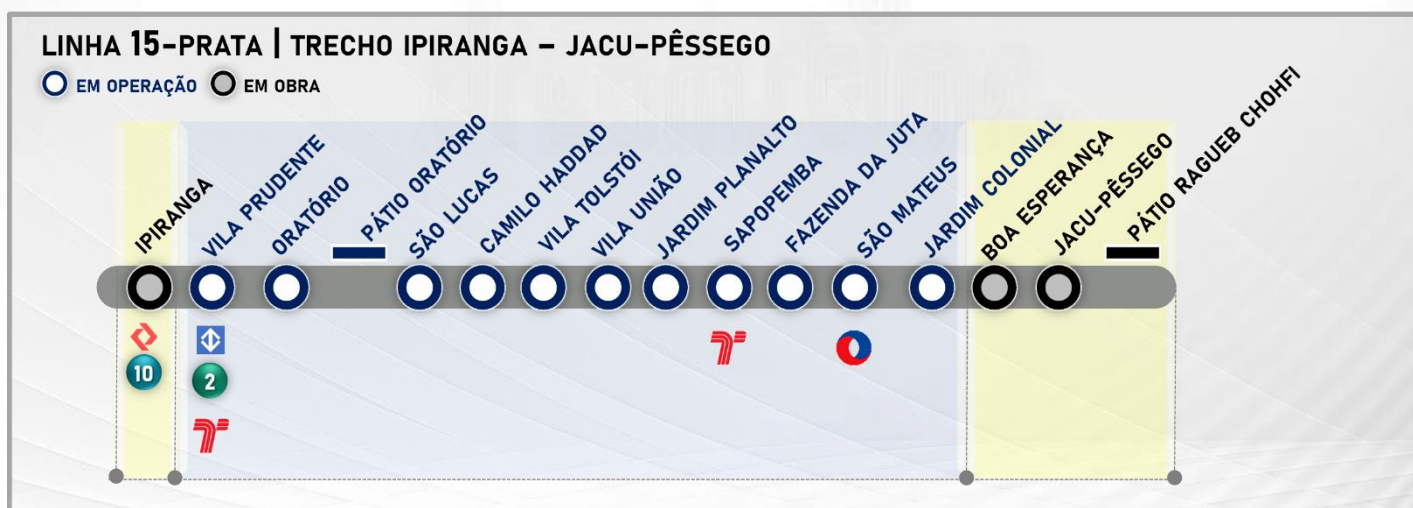 LINHA 15-PRATA | TRECHO IPIRANGA – JACU-PÊSSEGO
EM OPERAÇÃO EM OBRA
IPIRANGA
VILA PRUDENTE
ORATÓRIO
PÁTIO ORATÓRIO
SÃO LUCAS
CAMILO HADDAD
VILA TOLSTÓI
VILA UNIÃO
JARDIM PLANALTO
SAPOPEMBA
FAZENDA DA JUTA
SÃO MATEUS
JARDIM COLONIAL
BOA ESPERANÇA
JACU-PÊSSEGO
PÁTIO RAGUEB CHOHFI
10
2